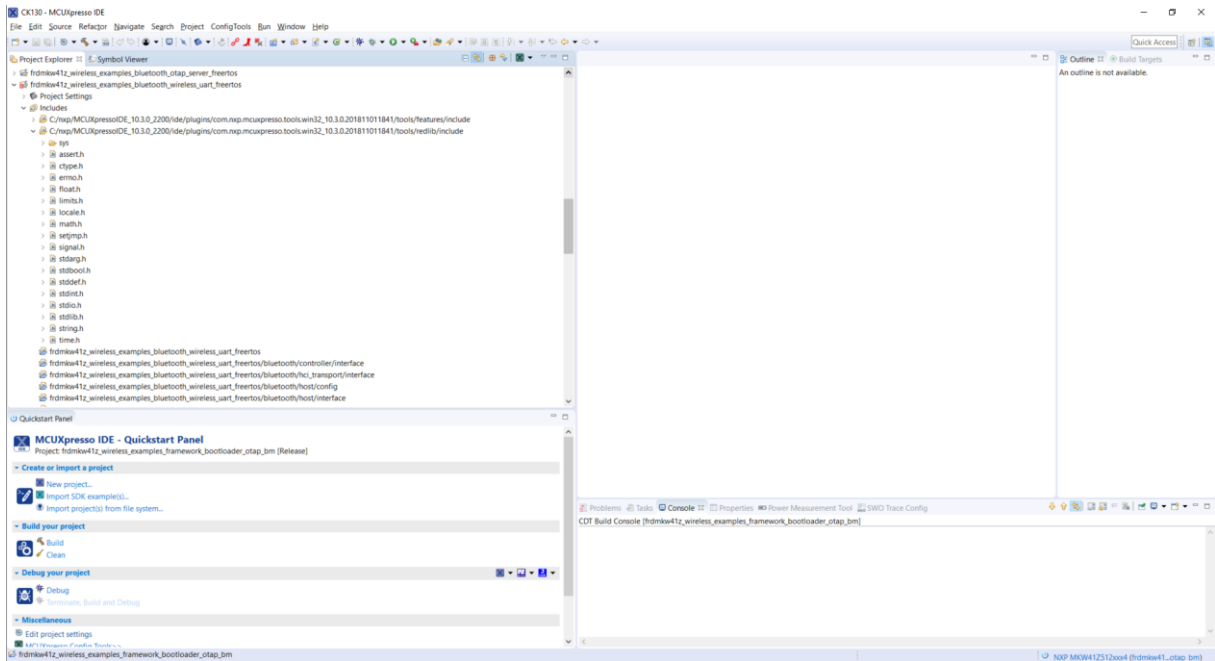 CK130 - MCUXpresso IDE
File Edit Source Refactor Navigate Search Project ConfigTools Run Window Help
Quick Access
Project Explorer Symbol Viewer
frdmkw41z_wireless_examples_bluetooth_otap_server_freertos
frdmkw41z_wireless_examples_bluetooth_wireless_uart_freertos
Project Settings
Includes
C:/nxp/MCUXpressoIDE_10.3.0_2200/ide/plugins/com.nxp.mcuxpresso.tools.win32_10.3.0.201811011841/tools/features/include
C:/nxp/MCUXpressoIDE_10.3.0_2200/ide/plugins/com.nxp.mcuxpresso.tools.win32_10.3.0.201811011841/tools/redlib/include
sys
assert.h
ctype.h
errno.h
float.h
limits.h
locale.h
math.h
setjmp.h
signal.h
stdarg.h
stdbool.h
stddef.h
stdint.h
stdio.h
stdlib.h
string.h
time.h
frdmkw41z_wireless_examples_bluetooth_wireless_uart_freertos
frdmkw41z_wireless_examples_bluetooth_wireless_uart_freertos/bluetooth/controller/interface
frdmkw41z_wireless_examples_bluetooth_wireless_uart_freertos/bluetooth/hci_transport/interface
frdmkw41z_wireless_examples_bluetooth_wireless_uart_freertos/bluetooth/host/config
frdmkw41z_wireless_examples_bluetooth_wireless_uart_freertos/bluetooth/host/interface
Outline Build Targets
An outline is not available.
Quickstart Panel
MCUXpresso IDE - Quickstart Panel
Project: frdmkw41z_wireless_examples_framework_bootloader_otap_bm [Release]
Create or import a project
New project...
Import SDK example(s)...
Import project(s) from file system...
Build your project
Build
Clean
Debug your project
Debug
Terminate, Build and Debug
Miscellaneous
Edit project settings
MCUXpresso Config Tools>>
Problems Tasks Console Properties Power Measurement Tool SWO Trace Config
CDT Build Console [frdmkw41z_wireless_examples_framework_bootloader_otap_bm]
frdmkw41z_wireless_examples_framework_bootloader_otap_bm
NXP MKW41Z512xxx4 (frdmkw41...otap_bm)